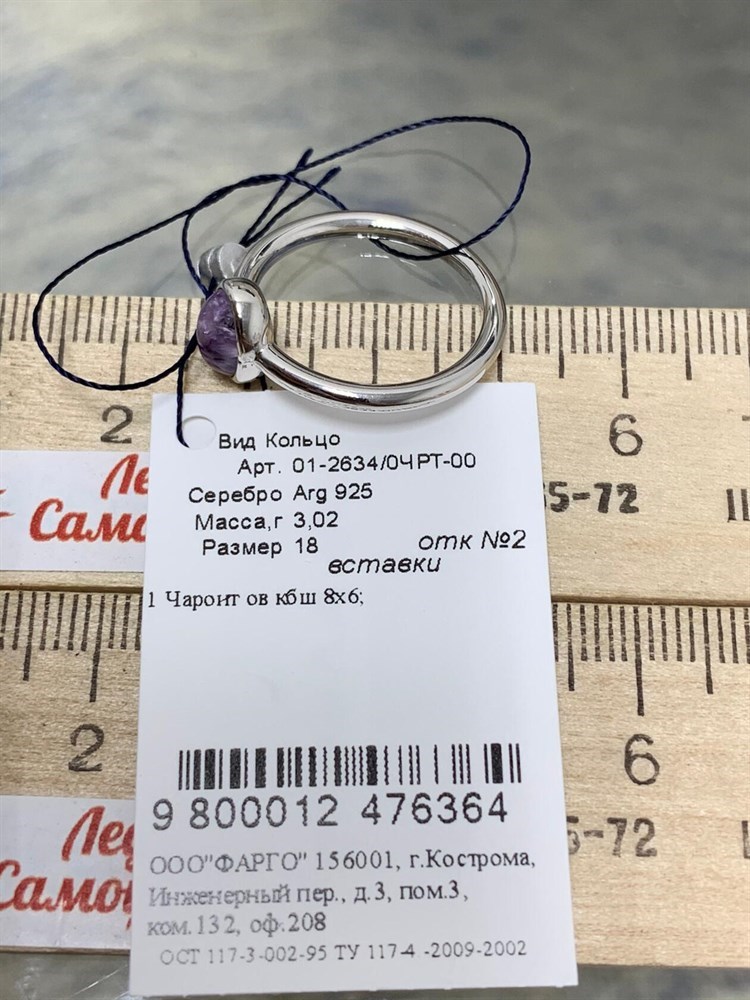 2
6
Вид Кольцо
Арт. 01-2634/0ЧРТ-00
Серебро Arg 925
Масса,г 3,02
Размер 18 отк №2
вставки
1 Чароит ов кбш 8х6;
5-72
Само
2
6
9 800012 476364
5-72
ООО"ФАРГО" 156001, г.Кострома,
Инженерный пер., д.3, пом.3,
ком.132, оф.208
ОСТ 117-3-002-95 ТУ 117-4 -2009-2002
Лед
Само